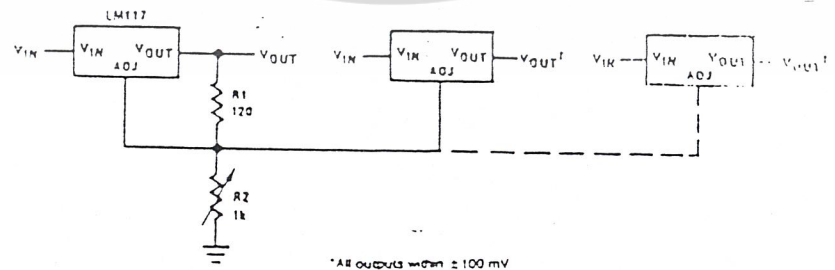 LM117
VIN VIN VOUT VOUT
ADJ
R1
120
R2
1k
VIN VIN VOUT VOUT†
ADJ
VIN VIN VOUT VOUT†
ADJ
*All outputs within ± 100 mV